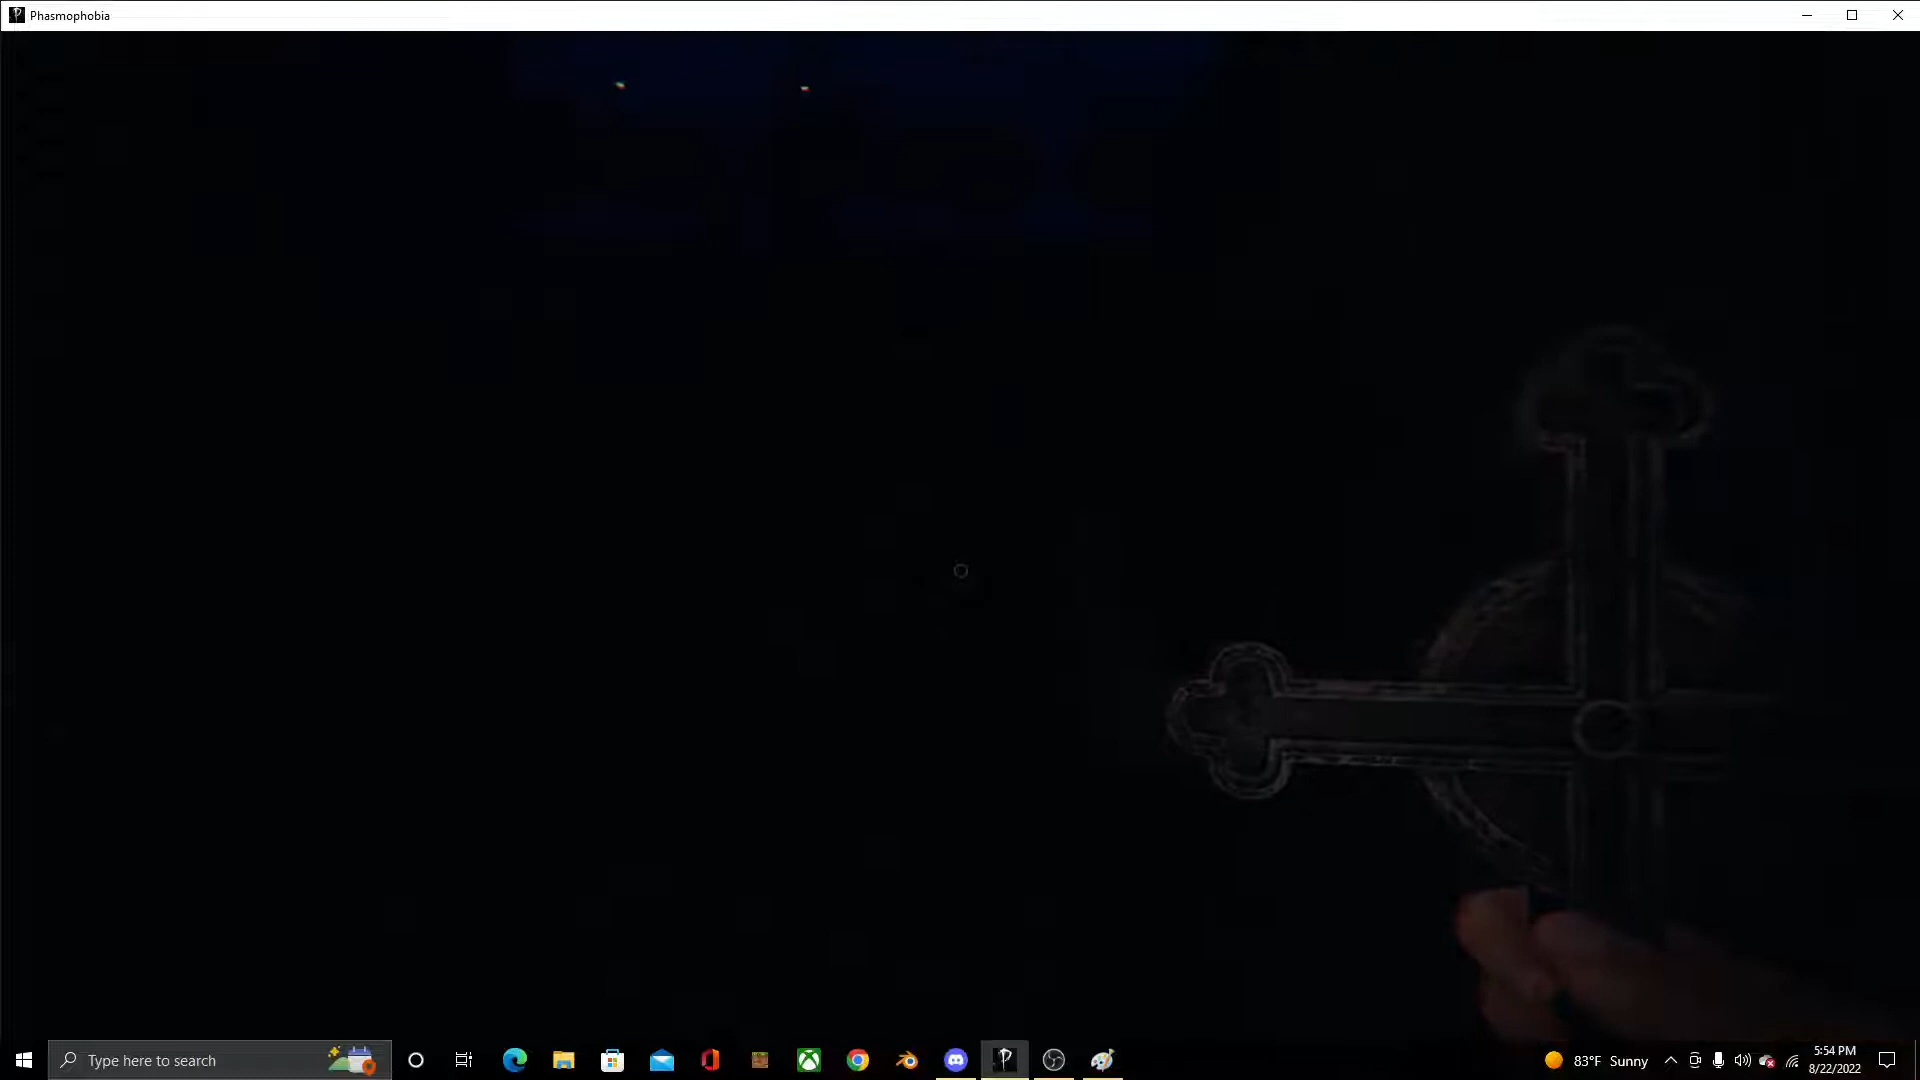 Phasmophobia
Type here to search
83°F Sunny
5:54 PM
8/22/2022